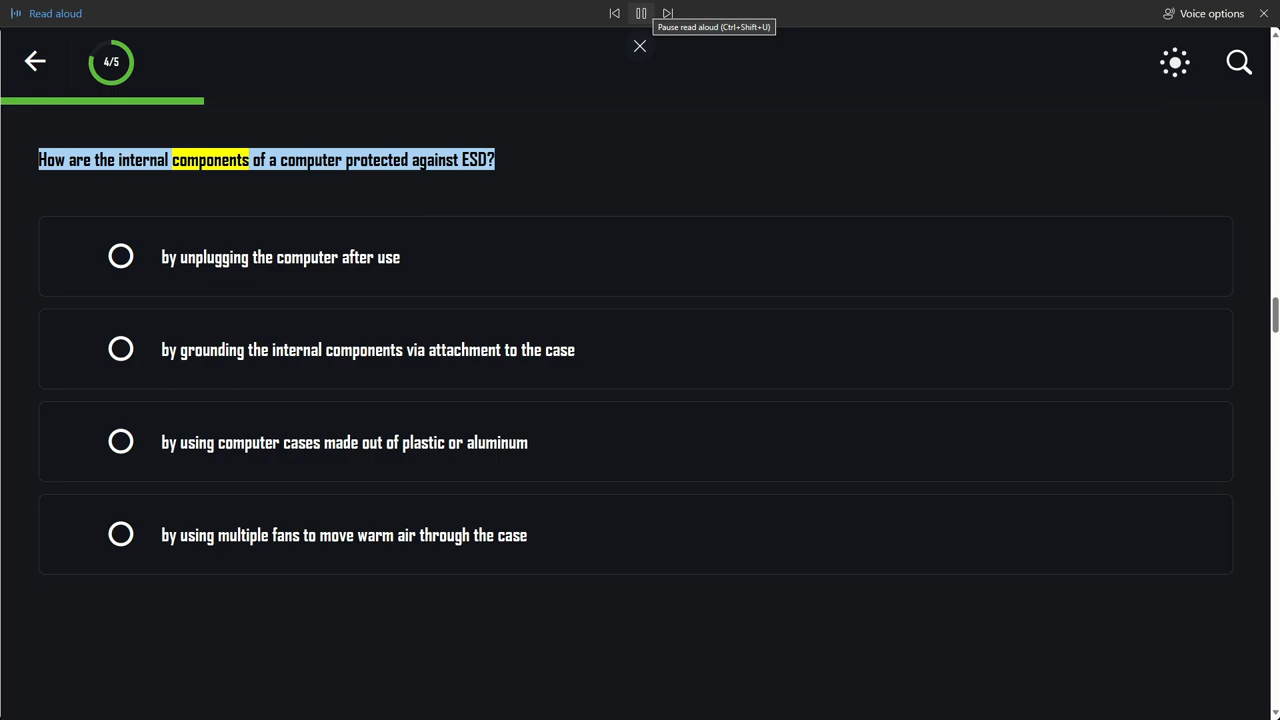 Read aloud
Voice options
Pause read aloud (Ctrl+Shift+U)
4/5
How are the internal components of a computer protected against ESD?
by unplugging the computer after use
by grounding the internal components via attachment to the case
by using computer cases made out of plastic or aluminum
by using multiple fans to move warm air through the case